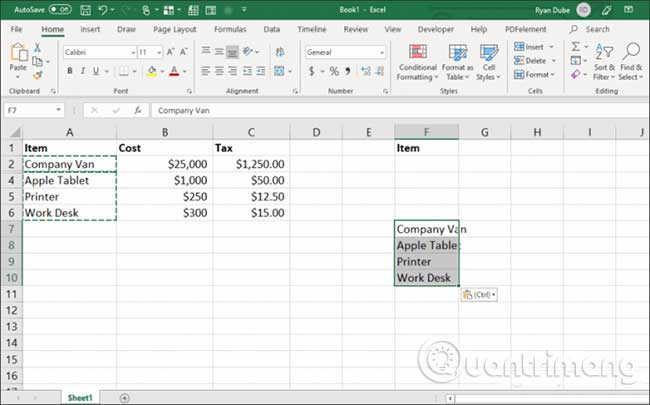 AutoSave Off Book1 - Excel Ryan Dube RD
File Home Insert Draw Page Layout Formulas Data Review View Developer Help PDFelement Search
Paste Calibri 11 A A General Conditional Formatting Format as Table Cell Styles Insert Delete Format Sort & Filter Find & Select
B I U $ % ,
Clipboard Font Alignment Number Styles Cells Editing
F7 fx Company Van
A B C D E F G H I J
1 Item Cost Tax Item
2 Company Van $25,000 $1,250.00
4 Apple Tablet $1,000 $50.00
5 Printer $250 $12.50
6 Work Desk $300 $15.00
7 Company Van
8 Apple Tablet
9 Printer
10 Work Desk
11 (Ctrl)
12
13
14
15
16
Quantrimang
Sheet1